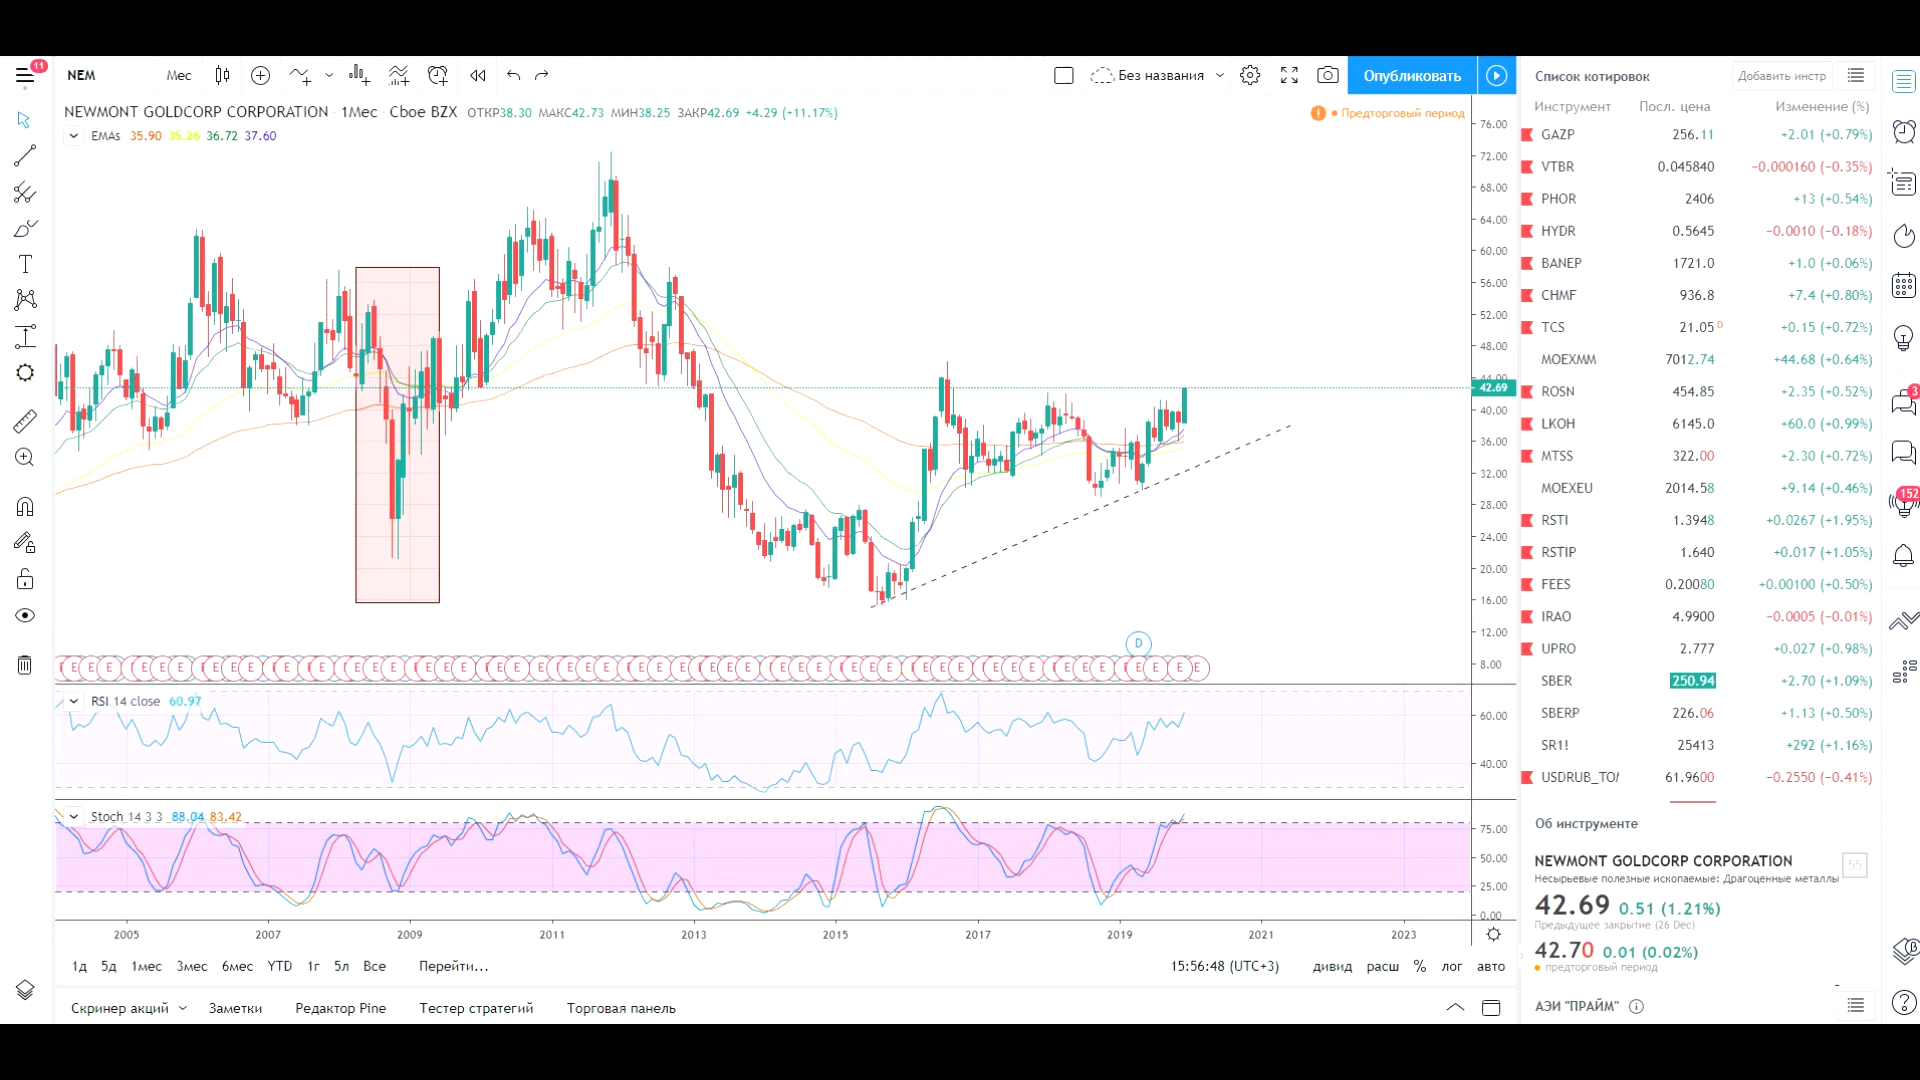 11
NEM Мес Без названия Опубликовать
NEWMONT GOLDCORP CORPORATION · 1Мес · Cboe BZX ОТКР38.30 МАКС42.73 МИН38.25 ЗАКР42.69 +4.29 (+11.17%)
Предторговый период
EMAs 35.90 35.26 36.72 37.60
76.00
72.00
68.00
64.00
60.00
56.00
52.00
48.00
44.00
42.69
40.00
36.00
32.00
28.00
24.00
20.00
16.00
12.00
8.00
D
E E E E E E E E E E E E E E E E E E E E E E E E E E E E E E E E E E E E E E E E E E E E E E E E E E E E E E E E E E E E E E E
RSI 14 close 60.97
60.00
40.00
Stoch 14 3 3 88.04 83.42
75.00
50.00
25.00
0.00
2005 2007 2009 2011 2013 2015 2017 2019 2021 2023
1д 5д 1мес 3мес 6мес YTD 1г 5л Все Перейти... 15:56:48 (UTC+3) дивид расш % лог авто
Скринер акций Заметки Редактор Pine Тестер стратегий Торговая панель
Список котировок Добавить инстр
Инструмент Посл. цена Изменение (%)
GAZP 256.11 +2.01 (+0.79%)
VTBR 0.045840 −0.000160 (−0.35%)
PHOR 2406 +13 (+0.54%)
HYDR 0.5645 −0.0010 (−0.18%)
BANEP 1721.0 +1.0 (+0.06%)
CHMF 936.8 +7.4 (+0.80%)
TCS 21.05 D +0.15 (+0.72%)
MOEXMM 7012.74 +44.68 (+0.64%)
ROSN 454.85 +2.35 (+0.52%)
LKOH 6145.0 +60.0 (+0.99%)
MTSS 322.00 +2.30 (+0.72%)
MOEXEU 2014.58 +9.14 (+0.46%)
RSTI 1.3948 +0.0267 (+1.95%)
RSTIP 1.640 +0.017 (+1.05%)
FEES 0.20080 +0.00100 (+0.50%)
IRAO 4.9900 −0.0005 (−0.01%)
UPRO 2.777 +0.027 (+0.98%)
SBER 250.94 +2.70 (+1.09%)
SBERP 226.06 +1.13 (+0.50%)
SR1! 25413 +292 (+1.16%)
USDRUB_TO 61.9600 −0.2550 (−0.41%)
Об инструменте
NEWMONT GOLDCORP CORPORATION 55
Несырьевые полезные ископаемые: Драгоценные металлы
42.69 0.51 (1.21%)
Предыдущее закрытие (26 Dec)
42.70 0.01 (0.02%)
предторговый период
АЭИ "ПРАЙМ"
3
152
β